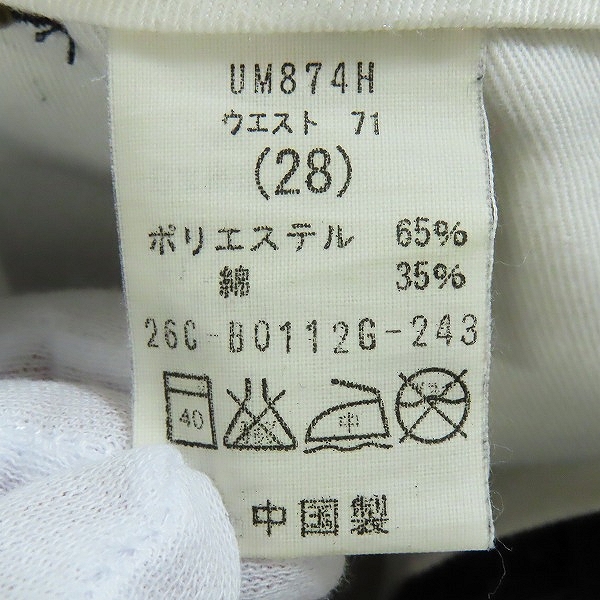 UM874H
ウエスト 71
(28)
ポリエステル 65%
綿 35%
26C-B0112G-243
40 中
中国製